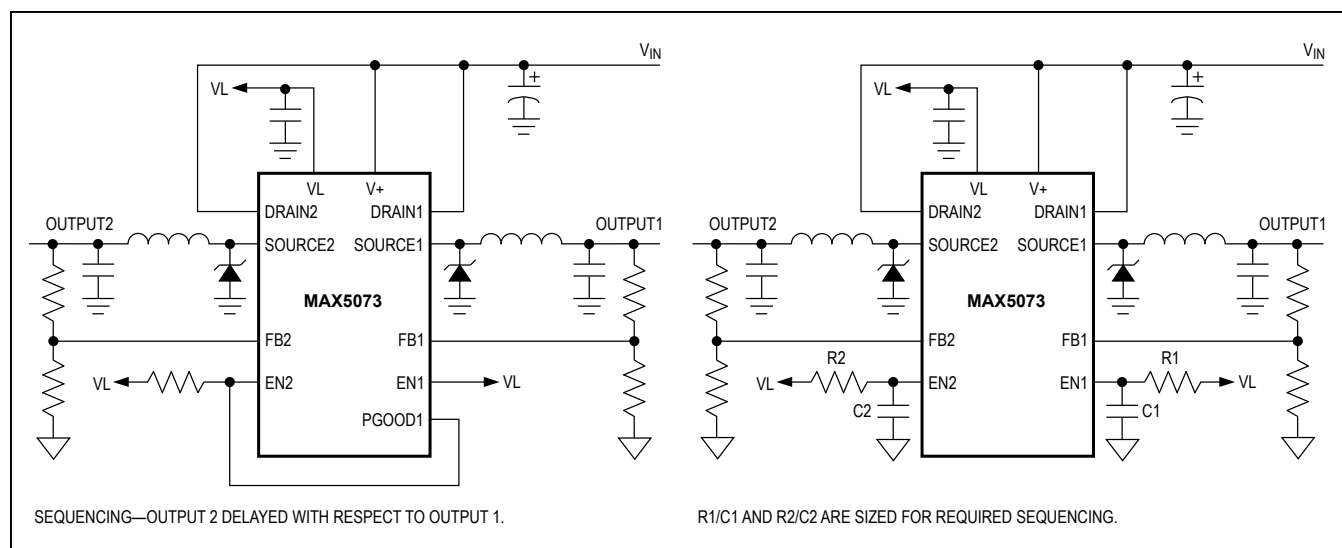 VIN
VL
VL
V+
DRAIN2
DRAIN1
OUTPUT2
OUTPUT1
SOURCE2
SOURCE1
MAX5073
FB2
FB1
VL
EN2
EN1
VL
PGOOD1
SEQUENCING—OUTPUT 2 DELAYED WITH RESPECT TO OUTPUT 1.
VIN
VL
VL
V+
DRAIN2
DRAIN1
OUTPUT2
OUTPUT1
SOURCE2
SOURCE1
MAX5073
FB2
FB1
R2
R1
VL
EN2
EN1
VL
C2
C1
R1/C1 AND R2/C2 ARE SIZED FOR REQUIRED SEQUENCING.